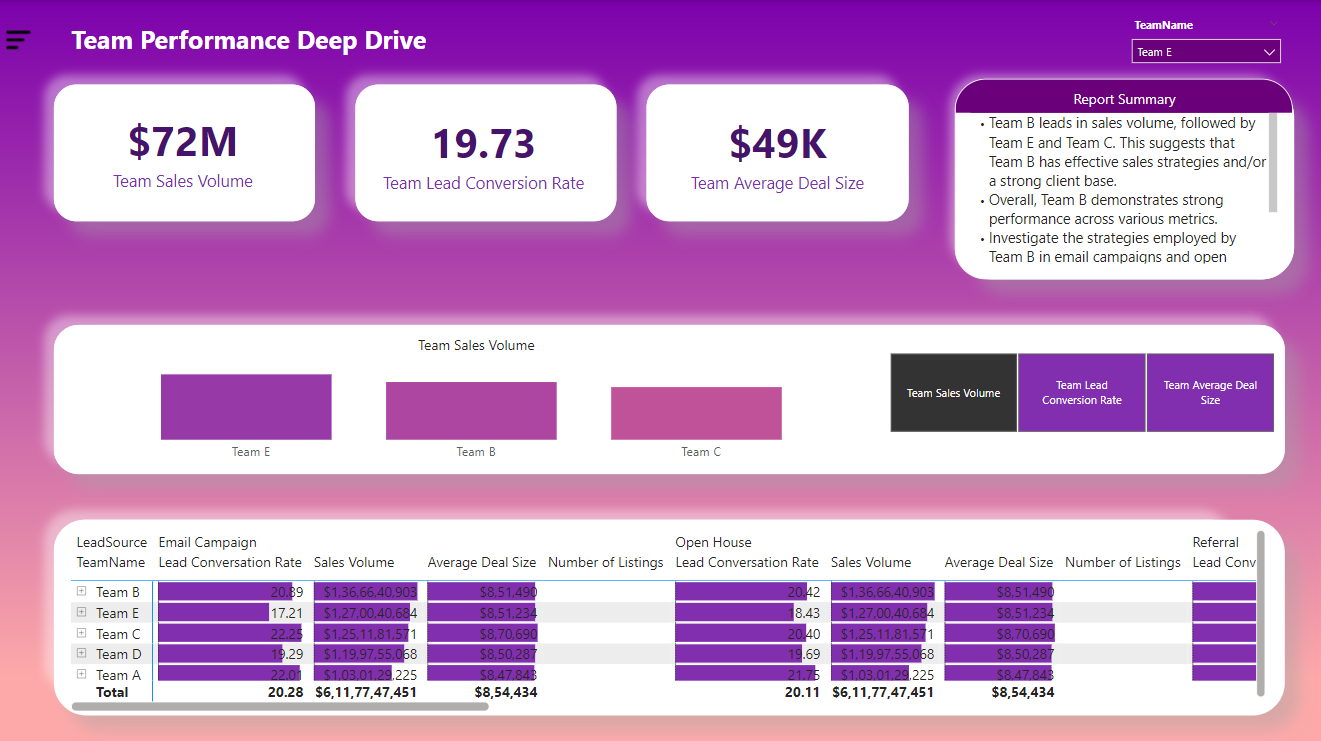 Team Performance Deep Drive
TeamName
Team E
$72M
Team Sales Volume
19.73
Team Lead Conversion Rate
$49K
Team Average Deal Size
Report Summary
• Team B leads in sales volume, followed by
Team E and Team C. This suggests that
Team B has effective sales strategies and/or
a strong client base.
• Overall, Team B demonstrates strong
performance across various metrics.
• Investigate the strategies employed by
Team B in email campaigns and open
Team Sales Volume
Team E
Team B
Team C
Team Sales Volume
Team Lead
Conversion Rate
Team Average Deal
Size
LeadSource Email Campaign Open House Referral
TeamName Lead Conversation Rate Sales Volume Average Deal Size Number of Listings Lead Conversation Rate Sales Volume Average Deal Size Number of Listings Lead Conv
Team B 20.89 $1,36,66,40,903 $8,51,490 20.42 $1,36,66,40,903 $8,51,490
Team E 17.21 $1,27,00,40,684 $8,51,234 18.43 $1,27,00,40,684 $8,51,234
Team C 22.25 $1,25,11,81,571 $8,70,690 20.40 $1,25,11,81,571 $8,70,690
Team D 19.29 $1,19,97,55,068 $8,50,287 19.69 $1,19,97,55,068 $8,50,287
Team A 22.01 $1,03,01,29,225 $8,47,843 21.75 $1,03,01,29,225 $8,47,843
Total 20.28 $6,11,77,47,451 $8,54,434 20.11 $6,11,77,47,451 $8,54,434